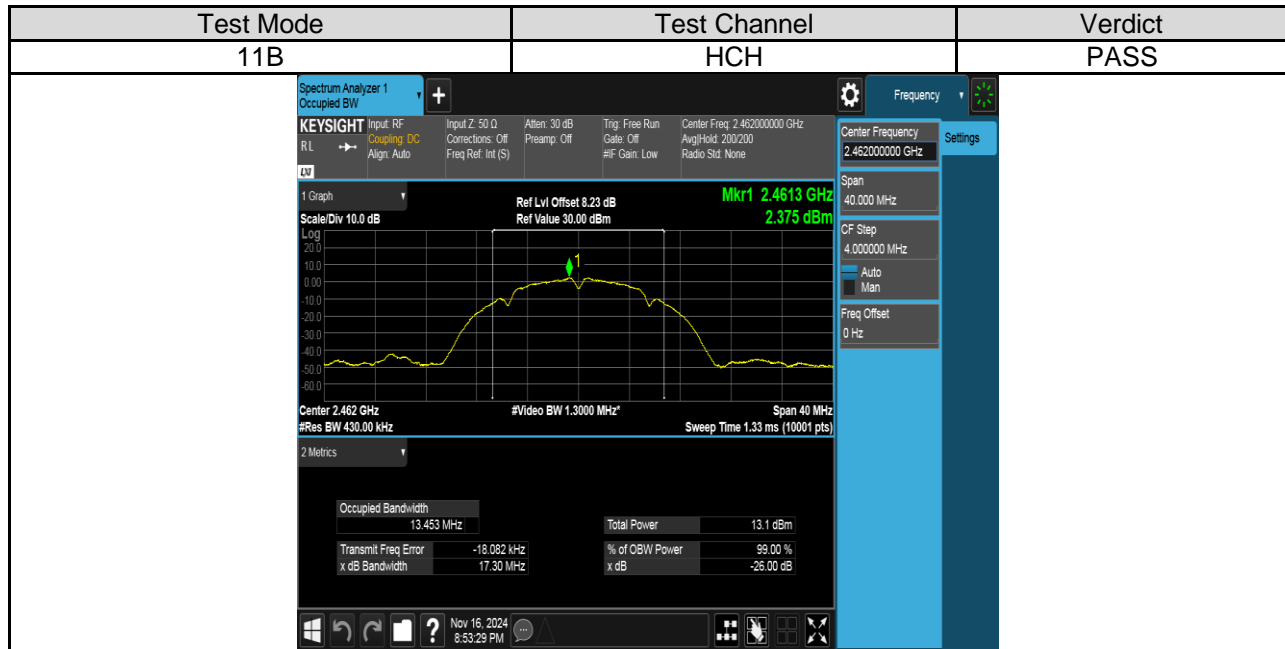 Test Mode Test Channel Verdict
11B HCH PASS
Spectrum Analyzer 1
Occupied BW
+
Frequency
KEYSIGHT Input: RF Input Z: 50 Ω Atten: 30 dB Trig: Free Run Center Freq: 2.462000000 GHz
RL Coupling: DC Corrections: Off Preamp: Off Gate: Off Avg|Hold: 200/200
Align: Auto Freq Ref: Int (S) #IF Gain: Low Radio Std: None
LXI
Center Frequency
2.462000000 GHz
Settings
Span
40.000 MHz
CF Step
4.000000 MHz
Auto
Man
Freq Offset
0 Hz
1 Graph
Ref Lvl Offset 8.23 dB Mkr1 2.4613 GHz
Scale/Div 10.0 dB Ref Value 30.00 dBm 2.375 dBm
Log
20.0
10.0
1
0.00
-10.0
-20.0
-30.0
-40.0
-50.0
-60.0
Center 2.462 GHz #Video BW 1.3000 MHz* Span 40 MHz
#Res BW 430.00 kHz Sweep Time 1.33 ms (10001 pts)
2 Metrics
Occupied Bandwidth
13.453 MHz Total Power 13.1 dBm
Transmit Freq Error -18.082 kHz % of OBW Power 99.00 %
x dB Bandwidth 17.30 MHz x dB -26.00 dB
? Nov 16, 2024
8:53:29 PM